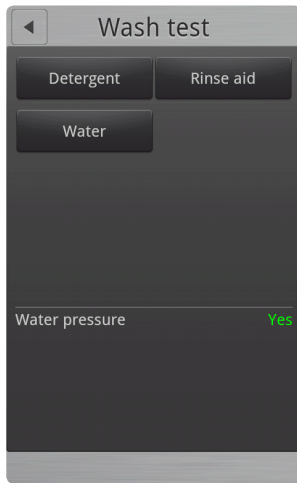 Wash test
Detergent Rinse aid
Water
Water pressure Yes